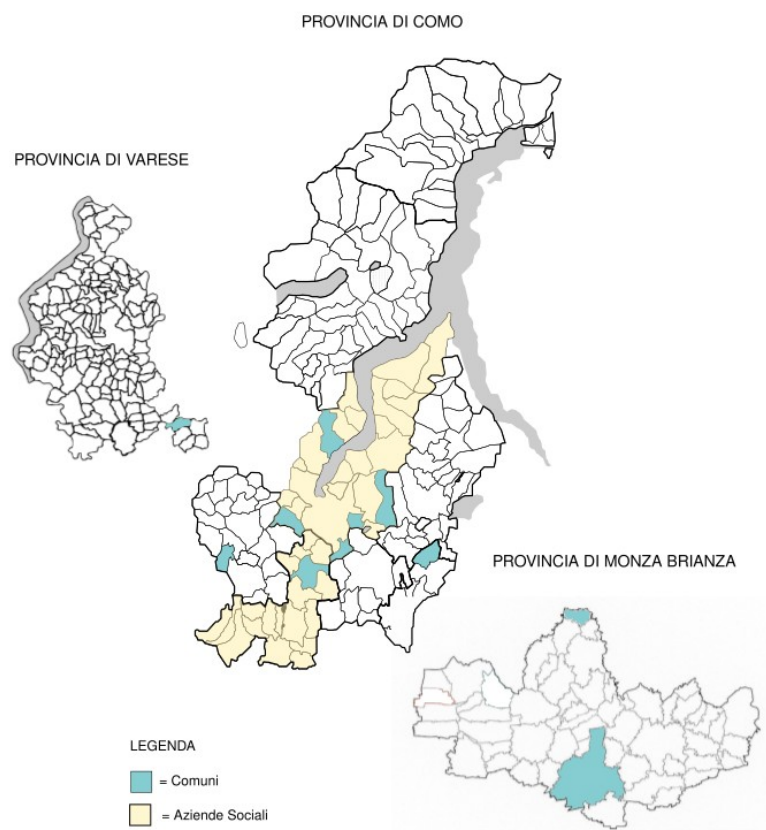 PROVINCIA DI COMO
PROVINCIA DI VARESE
PROVINCIA DI MONZA BRIANZA
LEGENDA
= Comuni
= Aziende Sociali